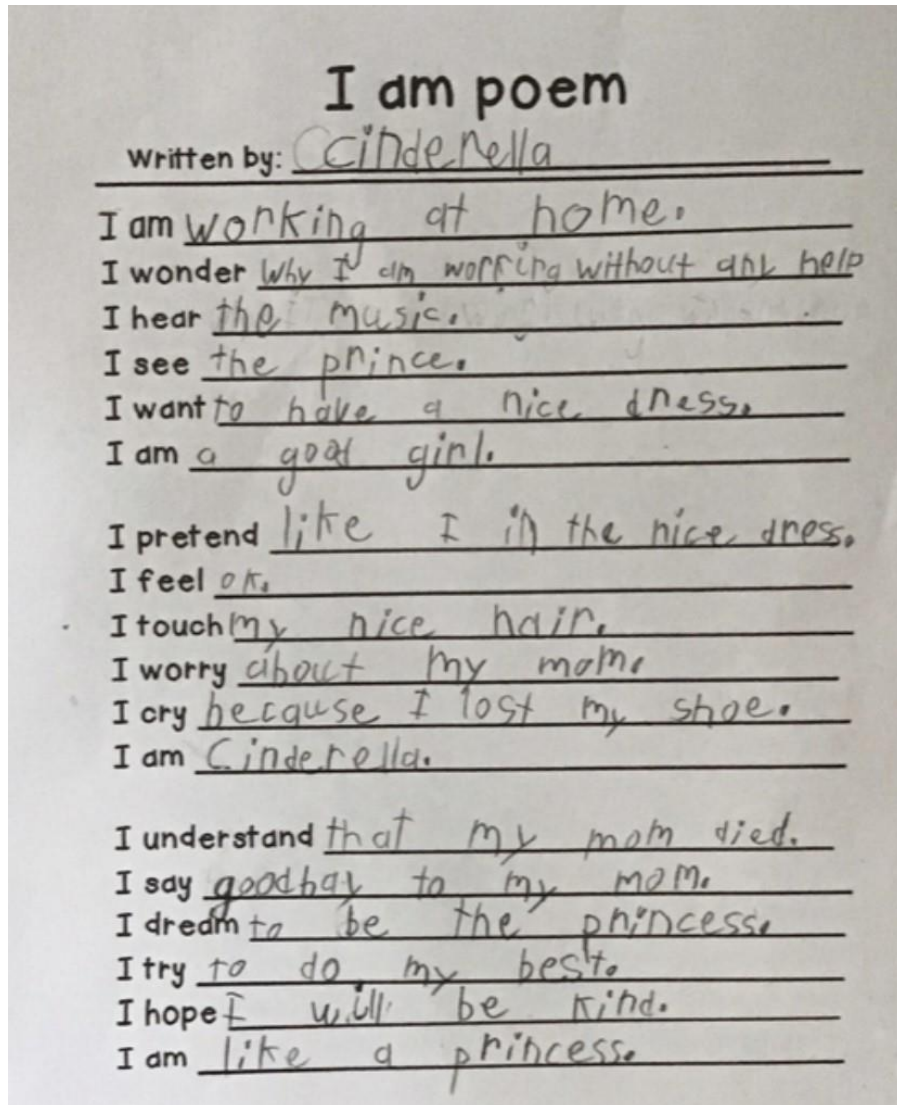 I am poem
Written by: Cinderella
I am working at home.
I wonder Why I am worring without any help
I hear the music.
I see the prince.
I want to have a nice dress.
I am a good girl.
I pretend like I in the nice dress.
I feel ok.
I touch my nice hair.
I worry about my mom.
I cry because I lost my shoe.
I am Cinderella.
I understand that my mom died.
I say goodbay to my mom.
I dream to be the princess.
I try to do my best.
I hope I will be kind.
I am like a princess.